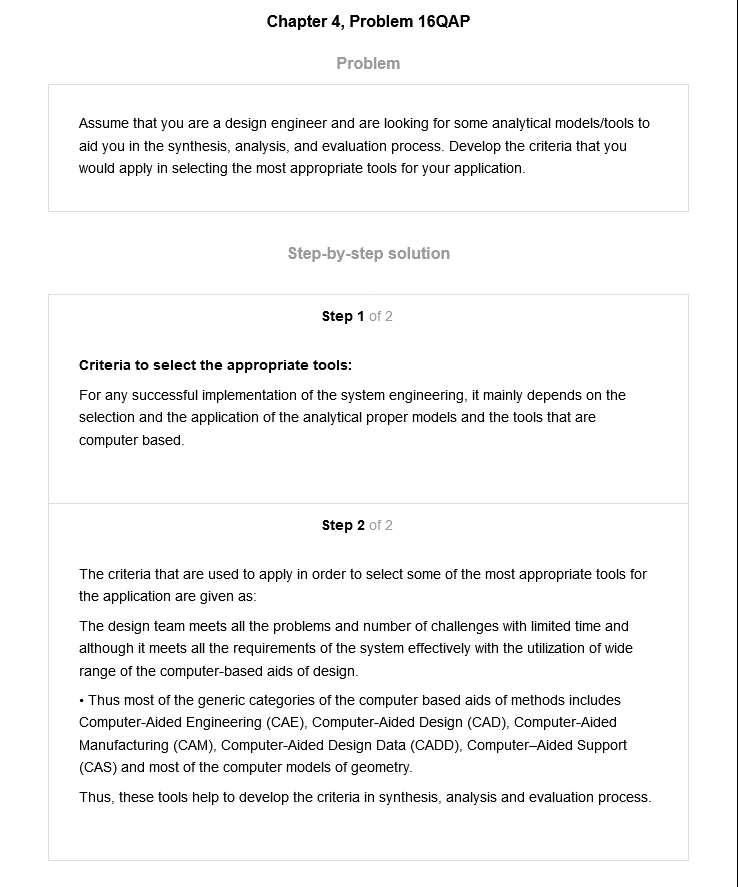 Chapter 4, Problem 16QAP
Problem
Assume that you are a design engineer and are looking for some analytical models/tools to
aid you in the synthesis, analysis, and evaluation process. Develop the criteria that you
would apply in selecting the most appropriate tools for your application.
Step-by-step solution
Step 1 of 2
Criteria to select the appropriate tools:
For any successful implementation of the system engineering, it mainly depends on the
selection and the application of the analytical proper models and the tools that are
computer based.
Step 2 of 2
The criteria that are used to apply in order to select some of the most appropriate tools for
the application are given as:
The design team meets all the problems and number of challenges with limited time and
although it meets all the requirements of the system effectively with the utilization of wide
range of the computer-based aids of design.
• Thus most of the generic categories of the computer based aids of methods includes
Computer-Aided Engineering (CAE), Computer-Aided Design (CAD), Computer-Aided
Manufacturing (CAM), Computer-Aided Design Data (CADD), Computer–Aided Support
(CAS) and most of the computer models of geometry.
Thus, these tools help to develop the criteria in synthesis, analysis and evaluation process.